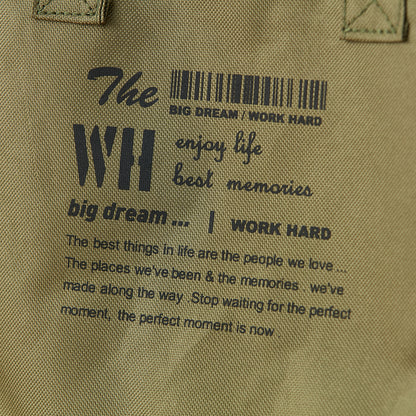 The
BIG DREAM / WORK HARD
WH
enjoy life
best memories
big dream... | WORK HARD
The best things in life are the people we love ...
The places we've been & the memories . we've
made along the way .Stop waiting for the perfect
moment, the perfect moment is now .